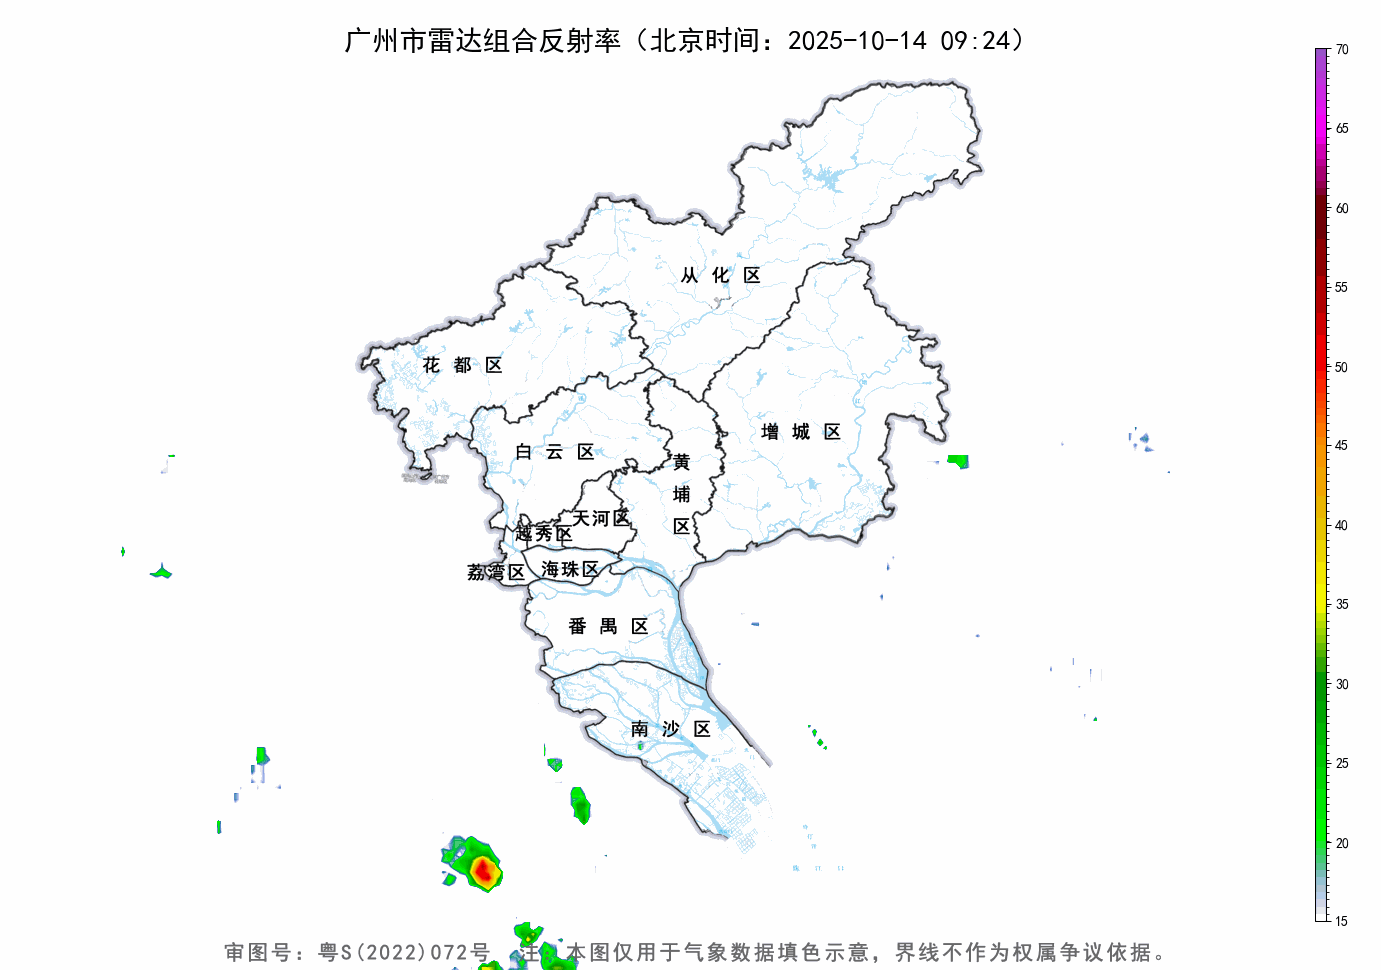 广州市雷达组合反射率（北京时间：2025-10-14 09:24）
70
65
60
55
50
45
40
35
30
25
20
15
从化区
花都区
增城区
白云区
黄埔区
天河区
越秀区
海珠区
荔湾区
番禺区
南沙区
审图号：粤S(2022)072号 注：本图仅用于气象数据填色示意，界线不作为权属争议依据。